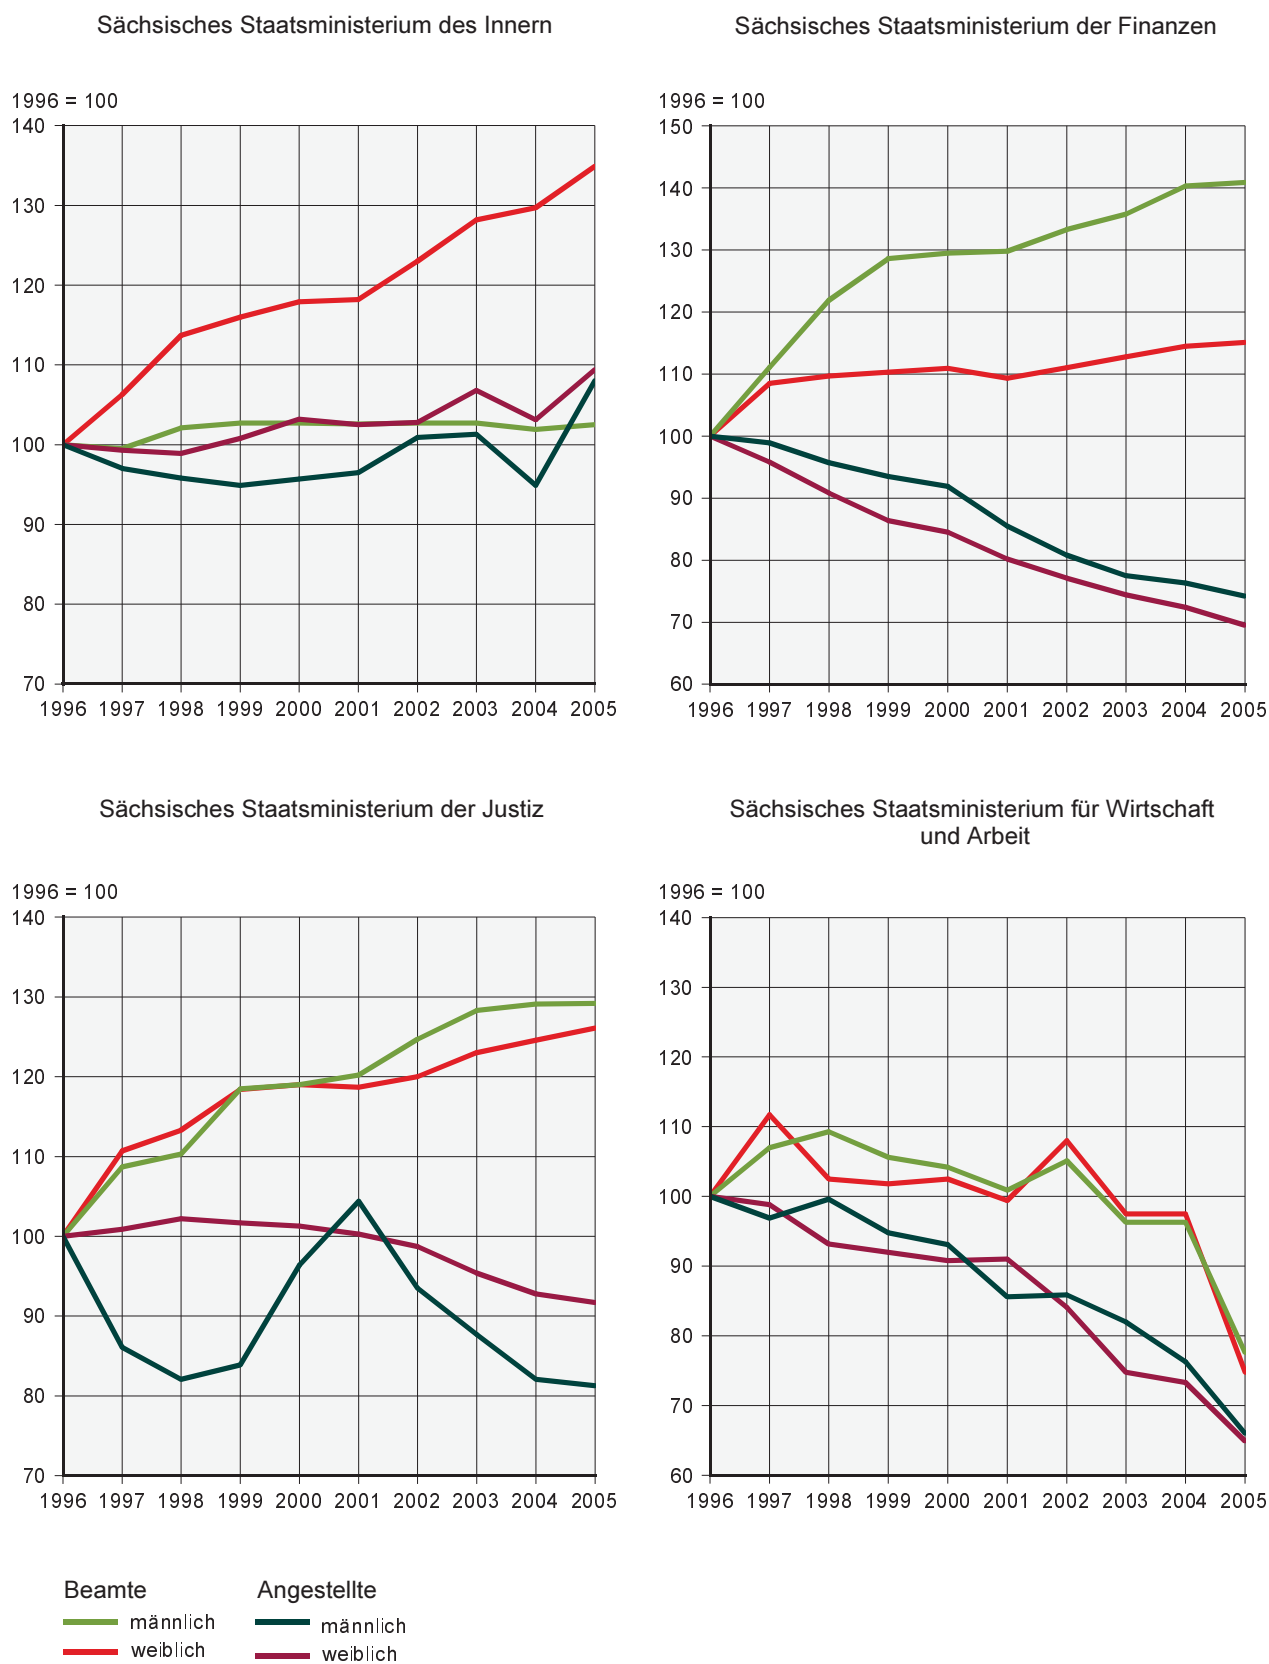 Sächsisches Staatsministerium des Innern
1996 = 100
140
130
120
110
100
90
80
70
1996 1997 1998 1999 2000 2001 2002 2003 2004 2005
Sächsisches Staatsministerium der Finanzen
1996 = 100
150
140
130
120
110
100
90
80
70
60
1996 1997 1998 1999 2000 2001 2002 2003 2004 2005
Sächsisches Staatsministerium der Justiz
1996 = 100
140
130
120
110
100
90
80
70
1996 1997 1998 1999 2000 2001 2002 2003 2004 2005
Sächsisches Staatsministerium für Wirtschaft
und Arbeit
1996 = 100
140
130
120
110
100
90
80
70
60
1996 1997 1998 1999 2000 2001 2002 2003 2004 2005
Beamte
männlich
weiblich
Angestellte
männlich
weiblich